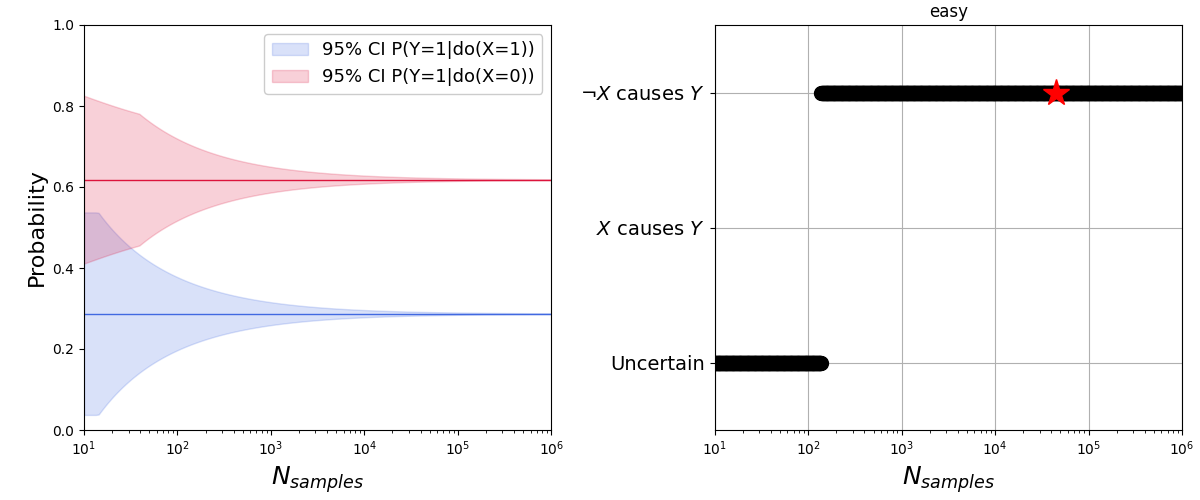 easy
1.0
0.8
0.6
0.4
0.2
0.0
Probability
95% CI P(Y=1|do(X=1))
95% CI P(Y=1|do(X=0))
10¹ 10² 10³ 10⁴ 10⁵ 10⁶
N_samples
¬X causes Y
X causes Y
Uncertain
10¹ 10² 10³ 10⁴ 10⁵ 10⁶
N_samples